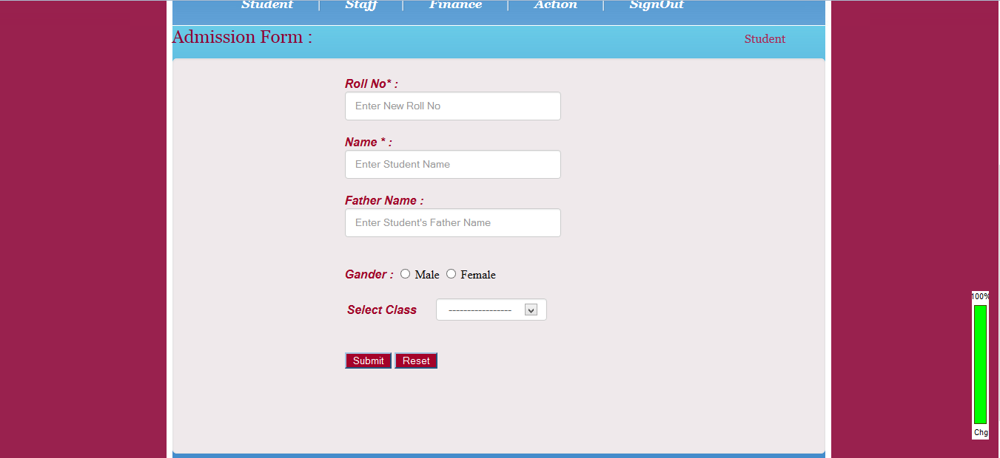 Student | Staff | Finance | Action | SignOut
Admission Form :
Student
Roll No* :
Enter New Roll No
Name * :
Enter Student Name
Father Name :
Enter Student's Father Name
Gander : Male Female
Select Class -----------------
Submit Reset
100%
Chg